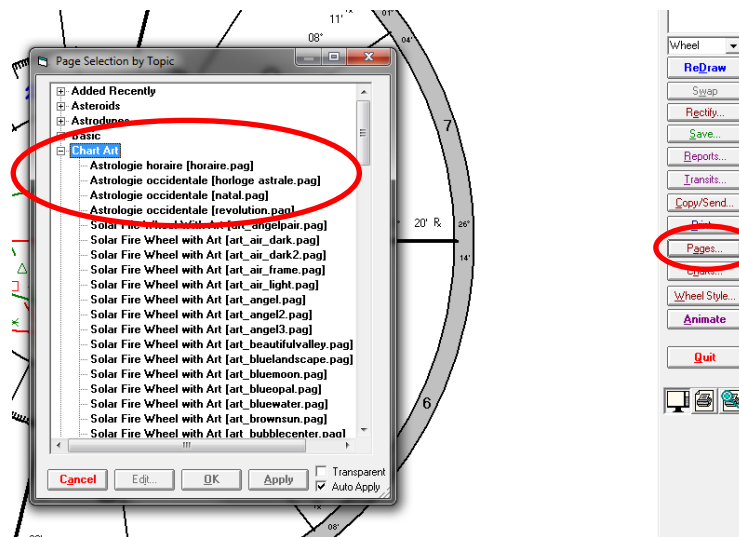 11'
08°
01'
04'
7
20' ℞
26°
14'
6
08'
Page Selection by Topic
Added Recently
Asteroids
Astrodynes
Basic
Chart Art
Astrologie horaire [horaire.pag]
Astrologie occidentale [horloge astrale.pag]
Astrologie occidentale [natal.pag]
Astrologie occidentale [revolution.pag]
Solar Fire Wheel with Art [art_angelpair.pag]
Solar Fire Wheel with Art [art_air_dark.pag]
Solar Fire Wheel with Art [art_air_dark2.pag]
Solar Fire Wheel with Art [art_air_frame.pag]
Solar Fire Wheel with Art [art_air_light.pag]
Solar Fire Wheel with Art [art_angel.pag]
Solar Fire Wheel with Art [art_angel2.pag]
Solar Fire Wheel with Art [art_angel3.pag]
Solar Fire Wheel with Art [art_beautifulvalley.pag]
Solar Fire Wheel with Art [art_bluelandscape.pag]
Solar Fire Wheel with Art [art_bluemoon.pag]
Solar Fire Wheel with Art [art_blueopal.pag]
Solar Fire Wheel with Art [art_bluewater.pag]
Solar Fire Wheel with Art [art_brownsun.pag]
Solar Fire Wheel with Art [art_bubblecenter.pag]
Cancel Edit... OK Apply
Transparent
Auto Apply
Wheel
ReDraw
Swap
Rectify...
Save...
Reports...
Transits...
Copy/Send...
Print...
Pages...
Charts...
Wheel Style...
Animate
Quit